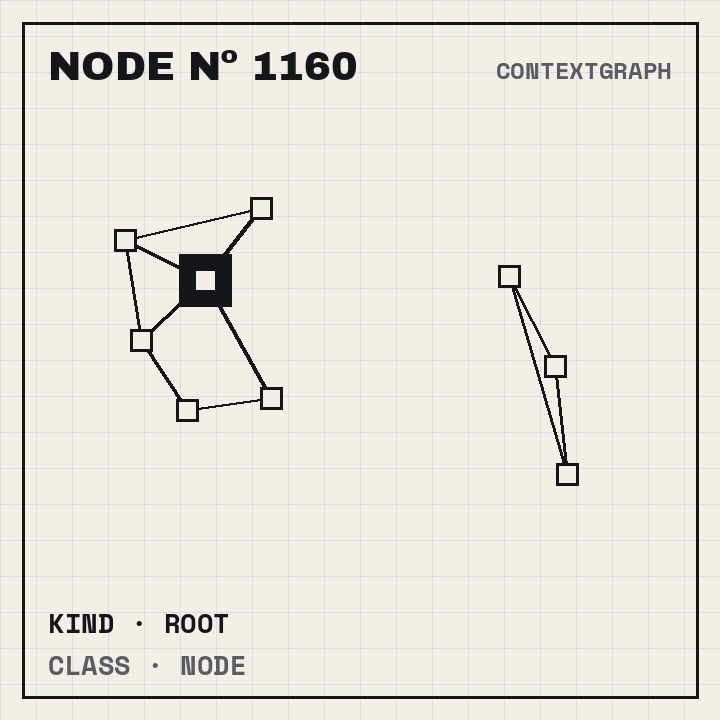 NODE Nº 1160
CONTEXTGRAPH
KIND · ROOT
CLASS · NODE